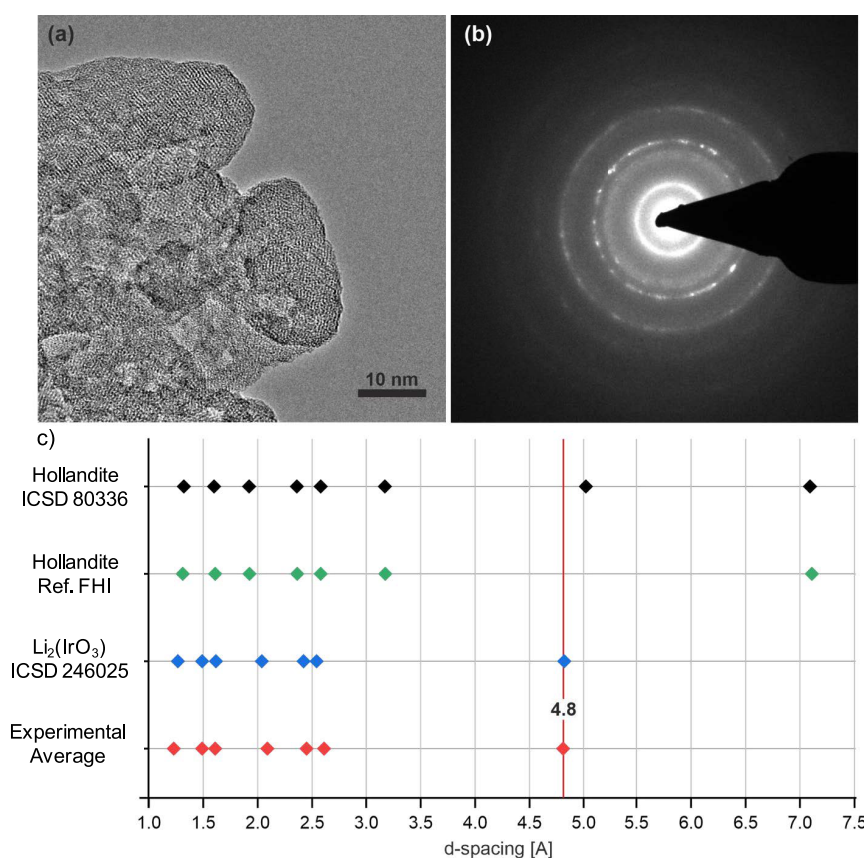 (a)
(b)
10 nm
c)
Hollandite
ICSD 80336
Hollandite
Ref. FHI
Li₂(IrO₃)
ICSD 246025
4.8
Experimental
Average
1.0 1.5 2.0 2.5 3.0 3.5 4.0 4.5 5.0 5.5 6.0 6.5 7.0 7.5
d-spacing [A]